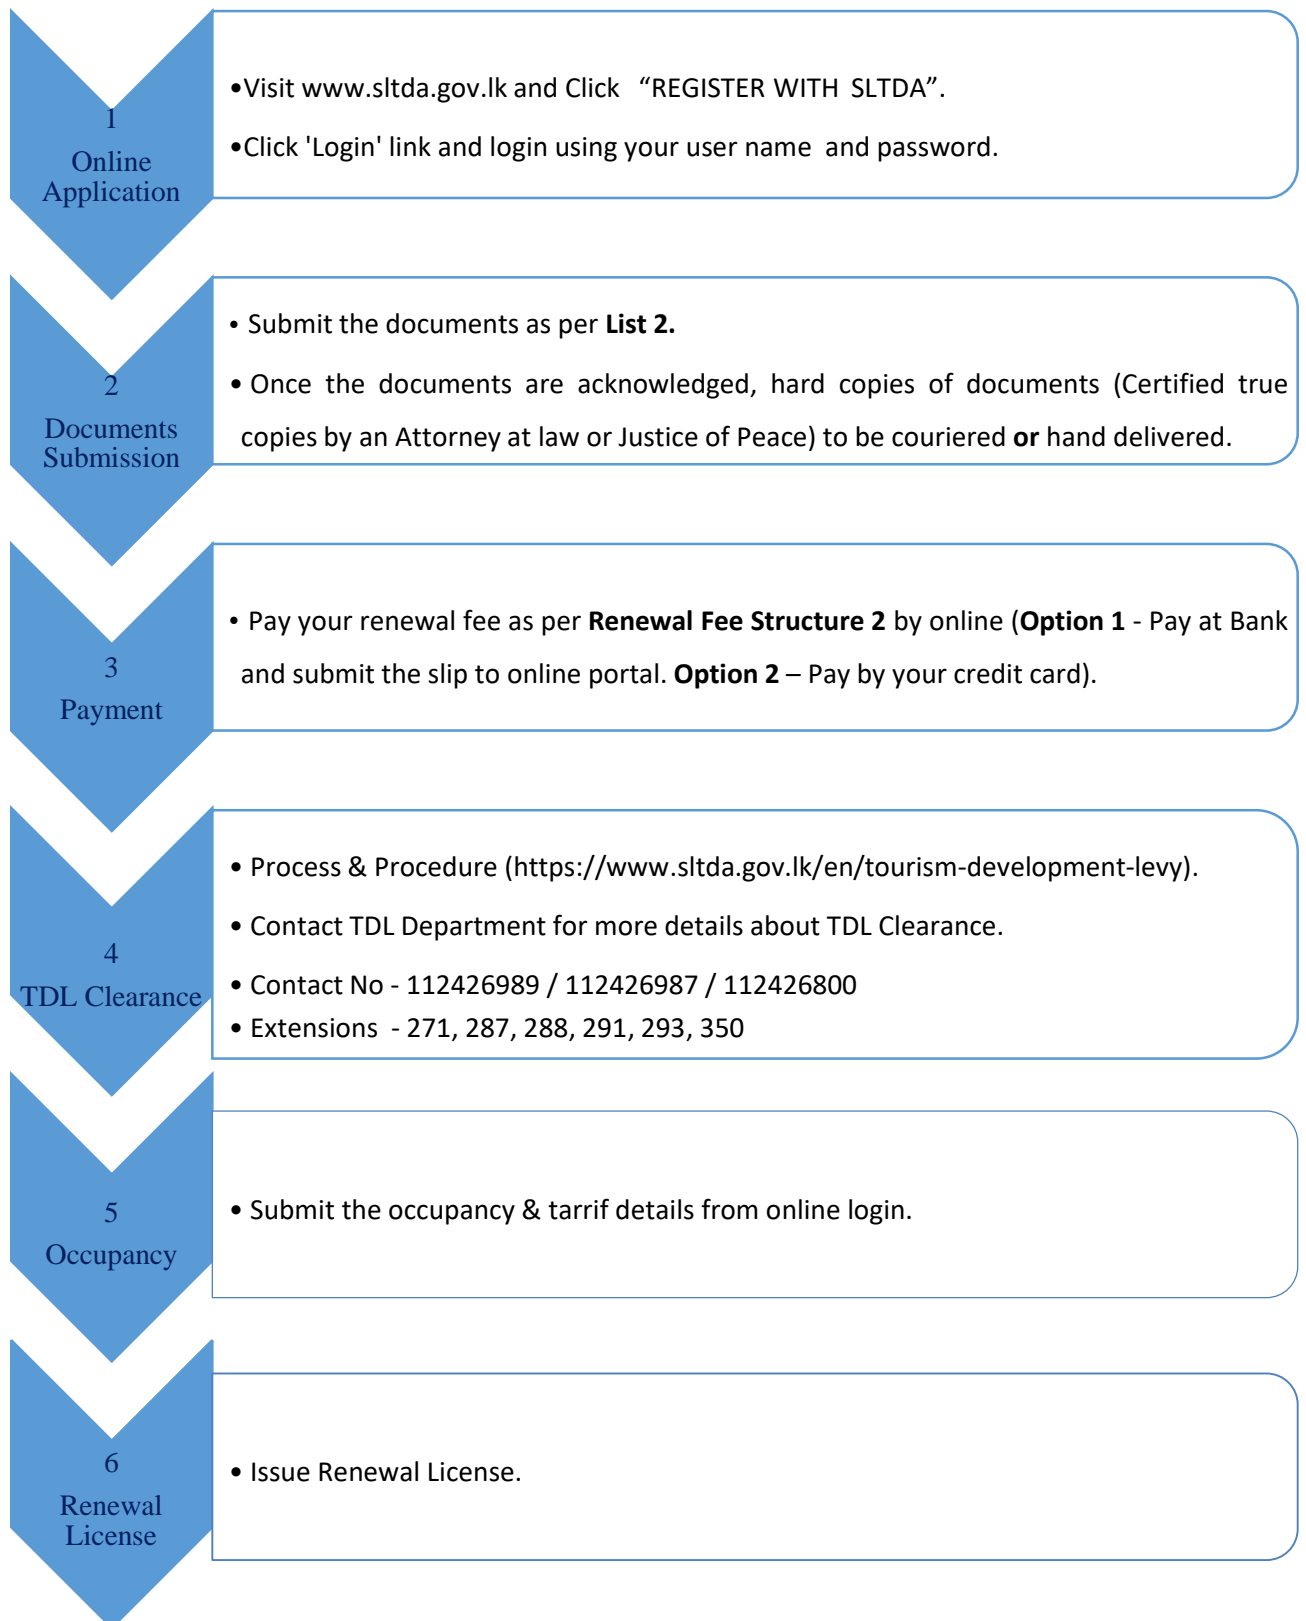 1
Online
Application
•Visit www.sltda.gov.lk and Click “REGISTER WITH SLTDA”.
•Click 'Login' link and login using your user name and password.
2
Documents
Submission
• Submit the documents as per List 2.
• Once the documents are acknowledged, hard copies of documents (Certified true
copies by an Attorney at law or Justice of Peace) to be couriered or hand delivered.
3
Payment
• Pay your renewal fee as per Renewal Fee Structure 2 by online (Option 1 - Pay at Bank
and submit the slip to online portal. Option 2 – Pay by your credit card).
4
TDL Clearance
• Process & Procedure (https://www.sltda.gov.lk/en/tourism-development-levy).
• Contact TDL Department for more details about TDL Clearance.
• Contact No - 112426989 / 112426987 / 112426800
• Extensions - 271, 287, 288, 291, 293, 350
5
Occupancy
• Submit the occupancy & tarrif details from online login.
6
Renewal
License
• Issue Renewal License.